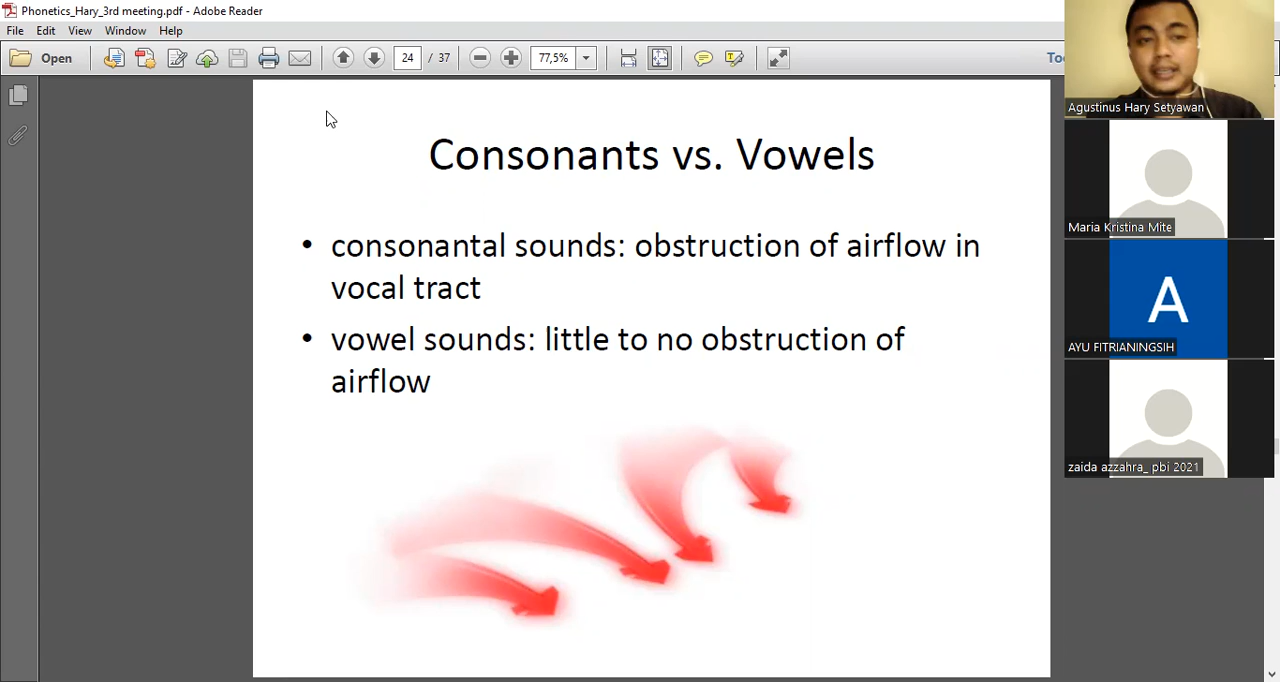 Phonetics_Hary_3rd meeting.pdf - Adobe Reader
File Edit View Window Help
Open 24 / 37 77,5%
Consonants vs. Vowels
• consonantal sounds: obstruction of airflow in
vocal tract
• vowel sounds: little to no obstruction of
airflow
Agustinus Hary Setyawan
Maria Kristina Mite
A
AYU FITRIANINGSIH
zaida azzahra_ pbi 2021